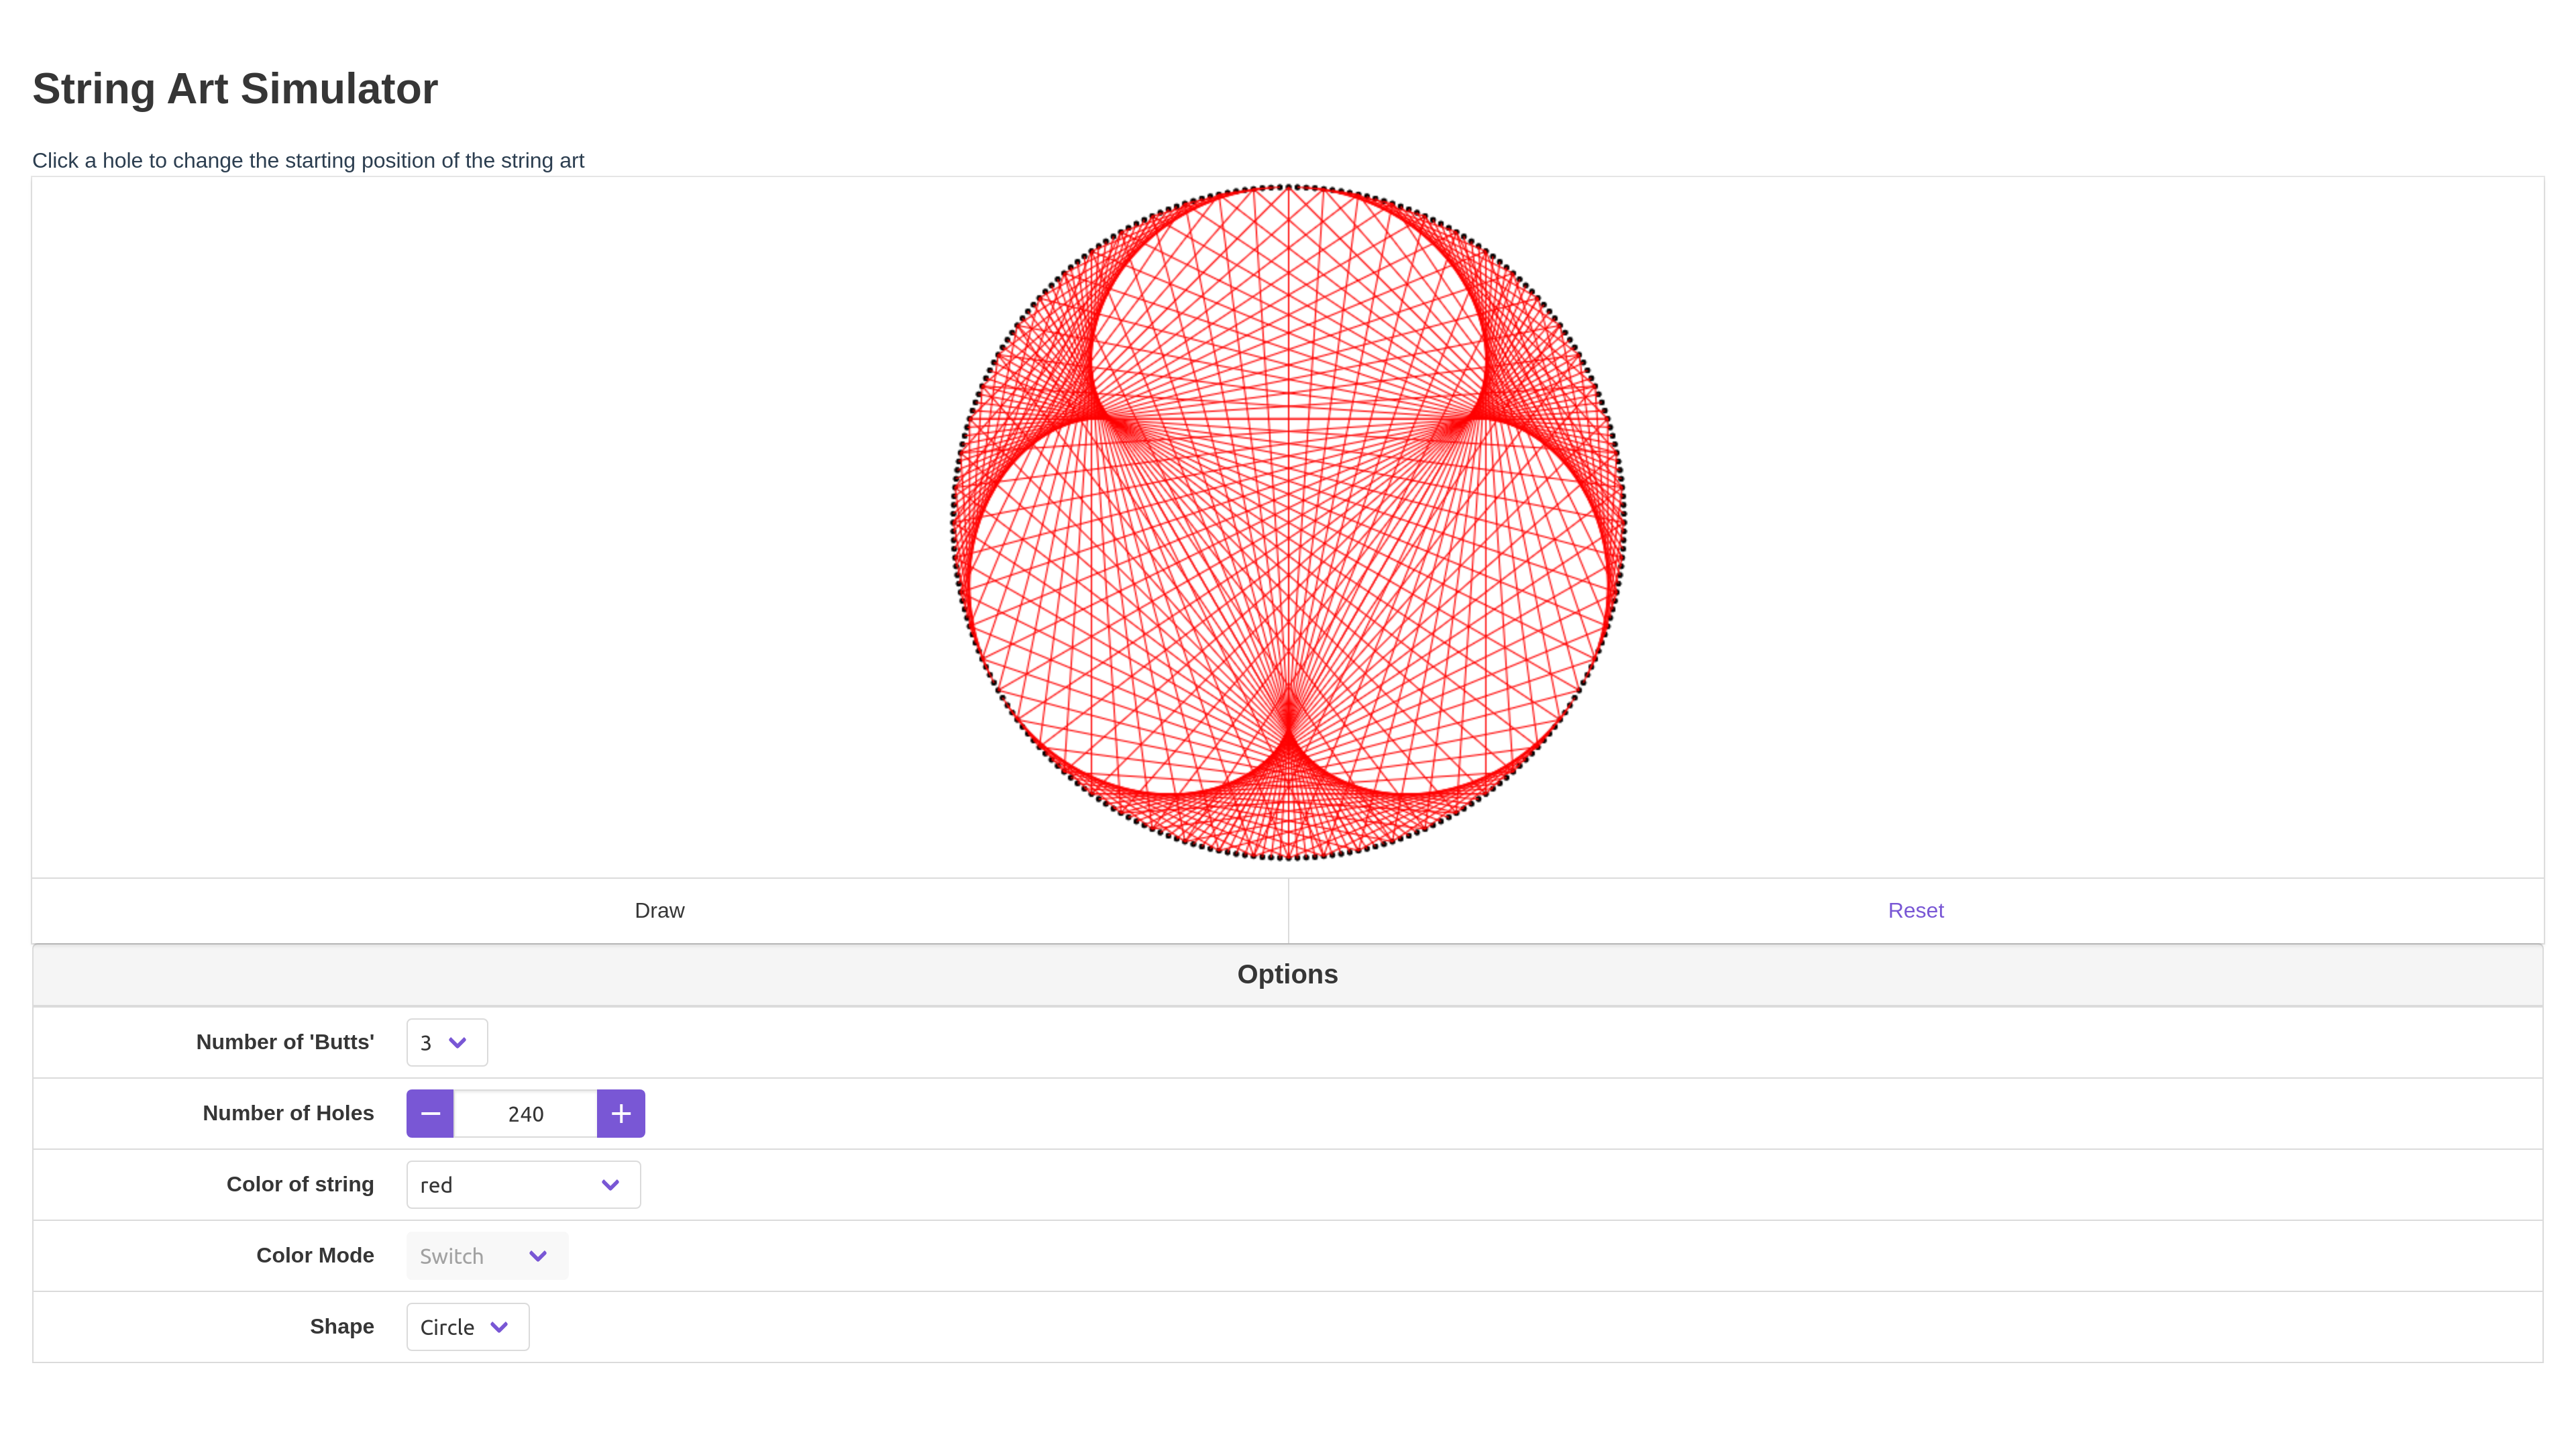 String Art Simulator
Click a hole to change the starting position of the string art
Draw
Reset
Options
Number of 'Butts'
3
Number of Holes
240
Color of string
red
Color Mode
Switch
Shape
Circle